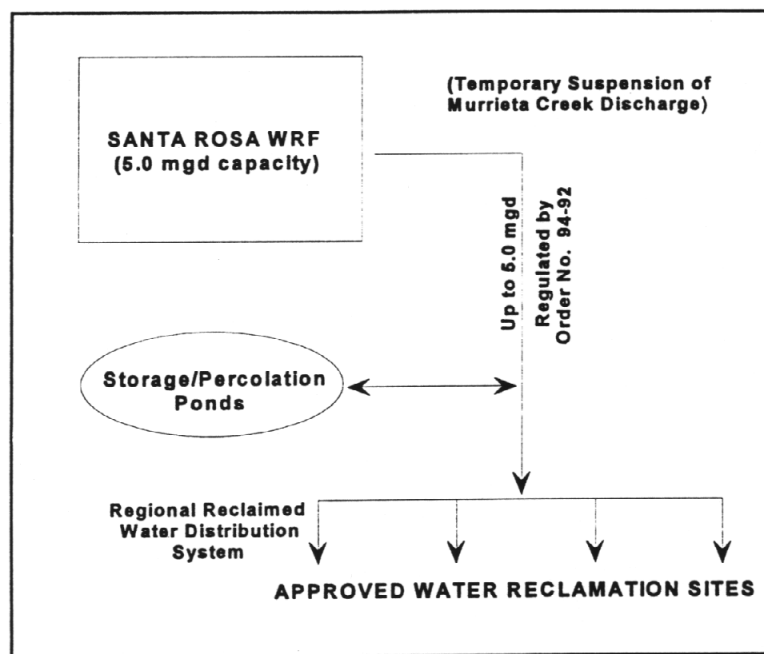 SANTA ROSA WRF
(5.0 mgd capacity)
(Temporary Suspension of
Murrieta Creek Discharge)
Up to 5.0 mgd
Regulated by
Order No. 94-92
Storage/Percolation
Ponds
Regional Reclaimed
Water Distribution
System
APPROVED WATER RECLAMATION SITES